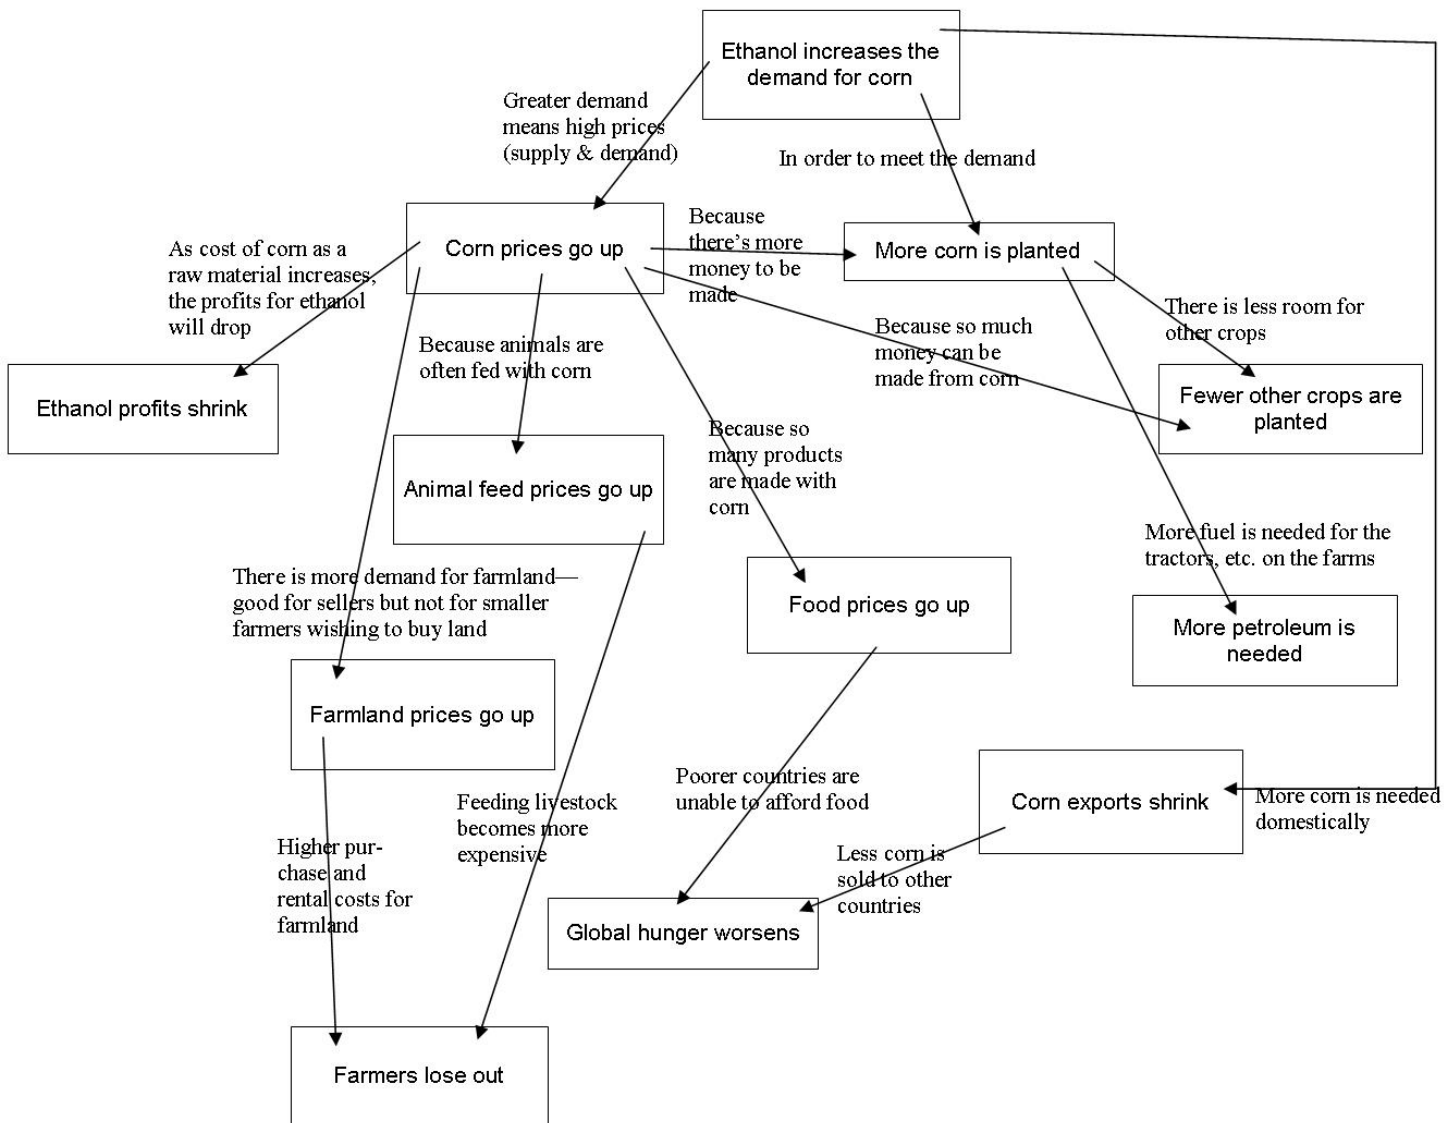 Ethanol increases the
demand for corn
Greater demand
means high prices
(supply & demand)
In order to meet the demand
Corn prices go up
Because
there's more
money to be
made
More corn is planted
As cost of corn as a
raw material increases,
the profits for ethanol
will drop
There is less room for
other crops
Because so much
money can be
made from corn
Because animals are
often fed with corn
Ethanol profits shrink
Fewer other crops are
planted
Because so
many products
are made with
corn
Animal feed prices go up
More fuel is needed for the
tractors, etc. on the farms
There is more demand for farmland—
good for sellers but not for smaller
farmers wishing to buy land
Food prices go up
More petroleum is
needed
Farmland prices go up
Poorer countries are
unable to afford food
Corn exports shrink
More corn is needed
domestically
Feeding livestock
becomes more
expensive
Higher pur-
chase and
rental costs for
farmland
Less corn is
sold to other
countries
Global hunger worsens
Farmers lose out